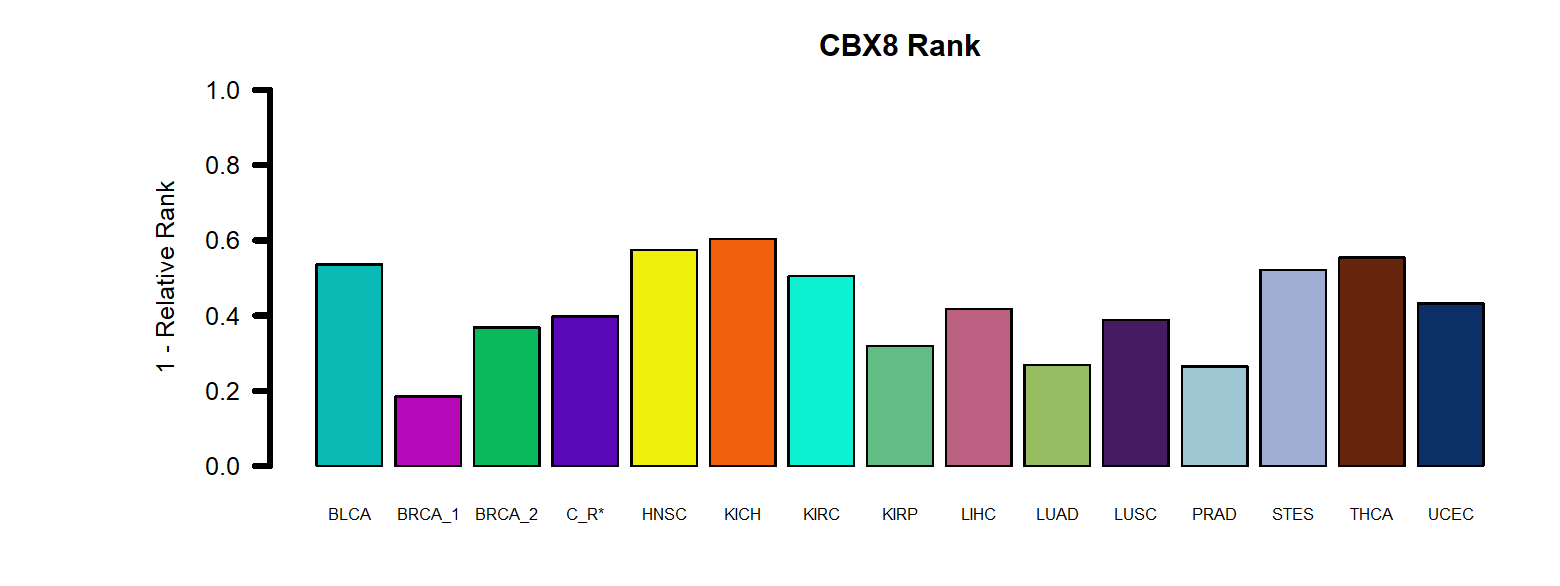 CBX8 Rank
1 - Relative Rank
1.0
0.8
0.6
0.4
0.2
0.0
BLCA BRCA_1 BRCA_2 C_R* HNSC KICH KIRC KIRP LIHC LUAD LUSC PRAD STES THCA UCEC